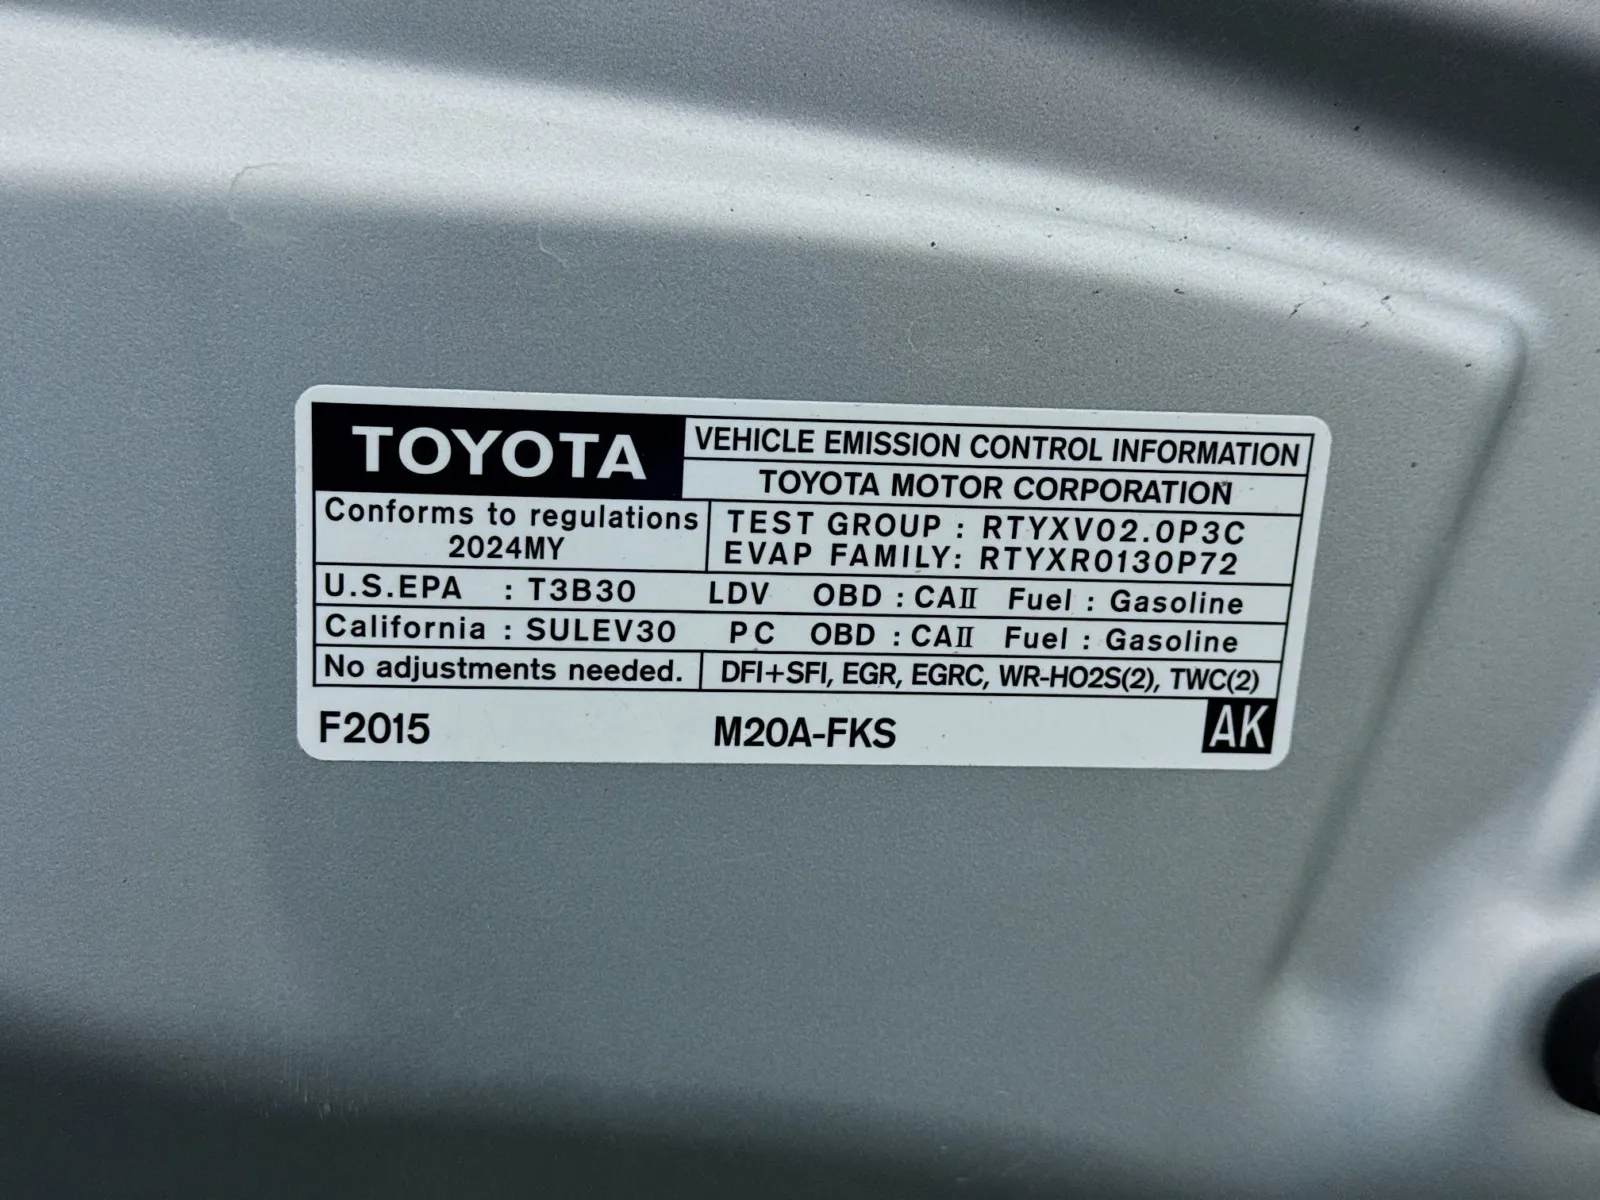 TOYOTA
VEHICLE EMISSION CONTROL INFORMATION
TOYOTA MOTOR CORPORATION
Conforms to regulations
2024MY
TEST GROUP : RTYXV02.0P3C
EVAP FAMILY: RTYXR0130P72
U.S.EPA : T3B30 LDV OBD : CAⅡ Fuel : Gasoline
California : SULEV30 PC OBD : CAⅡ Fuel : Gasoline
No adjustments needed. DFI+SFI, EGR, EGRC, WR-HO2S(2), TWC(2)
F2015 M20A-FKS AK